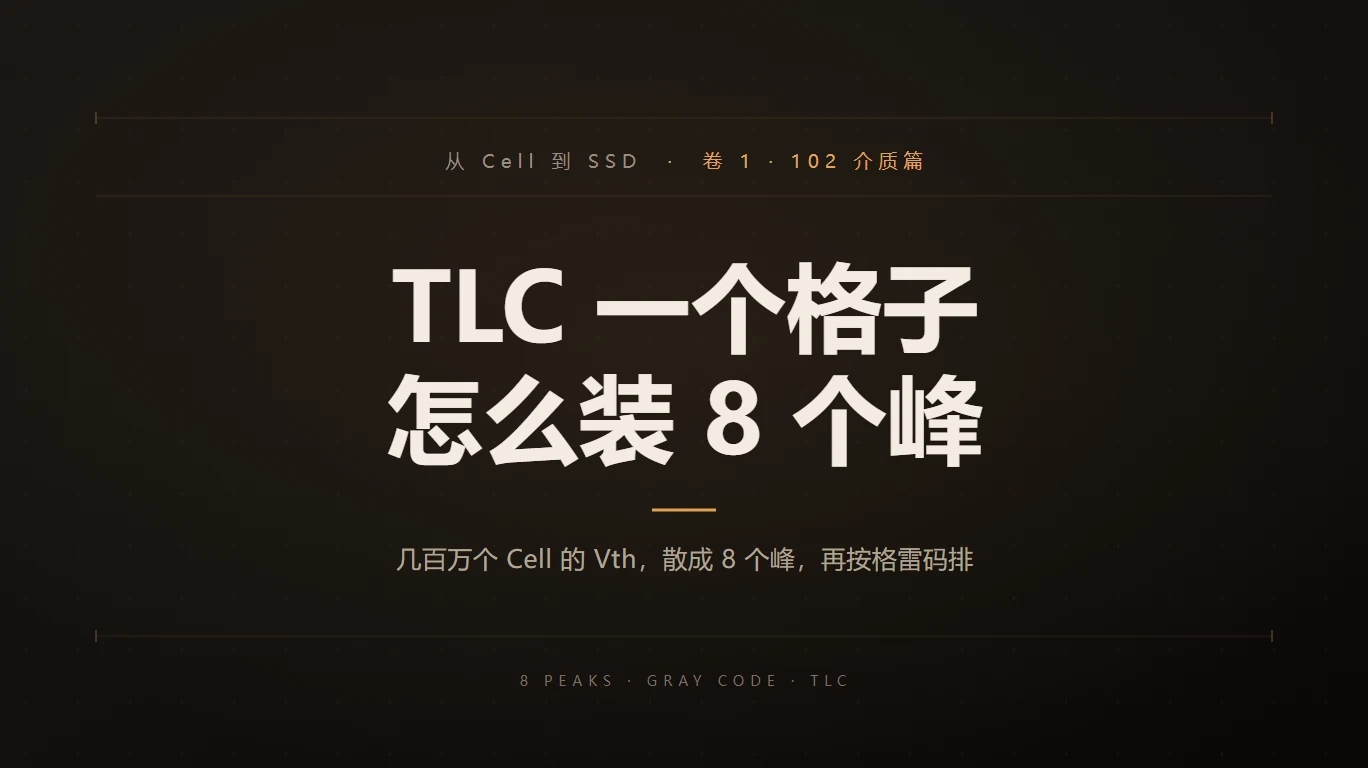 从 Cell 到 SSD · 卷 1 · 102 介质篇
TLC 一个格子
怎么装 8 个峰
几百万个 Cell 的 Vth，散成 8 个峰，再按格雷码排
8 PEAKS · GRAY CODE · TLC